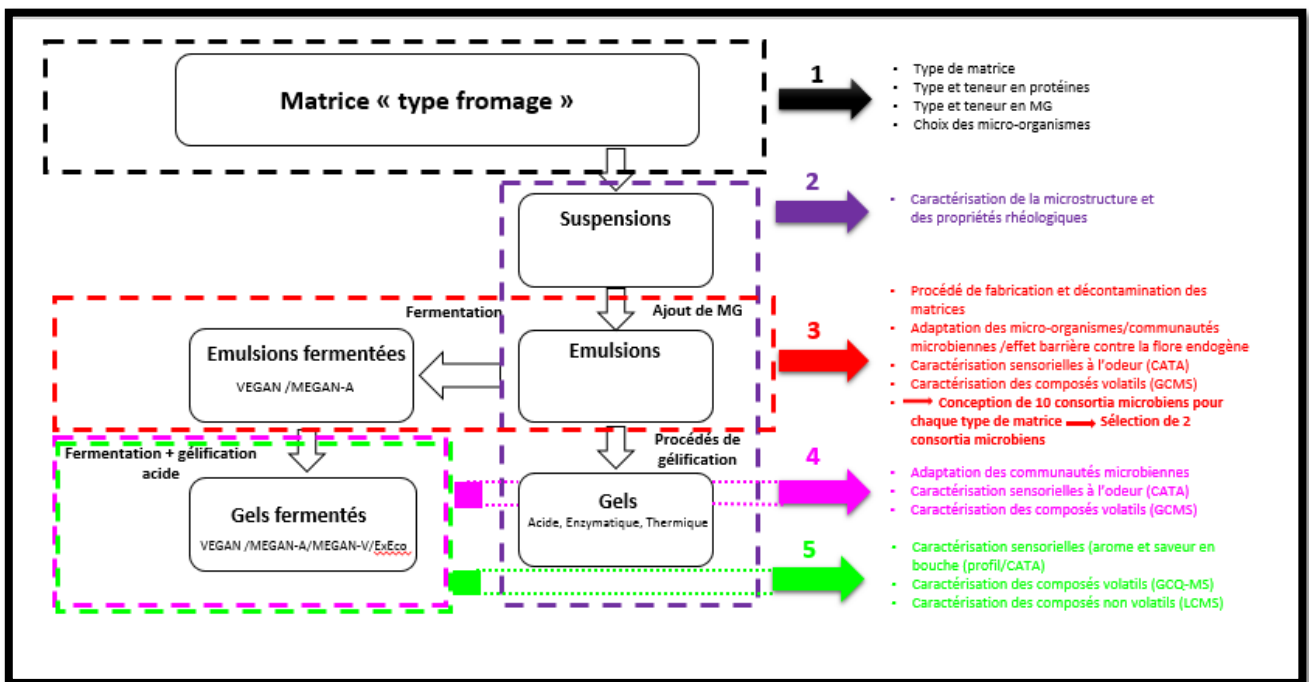 Matrice « type fromage »
1
▪ Type de matrice
▪ Type et teneur en protéines
▪ Type et teneur en MG
▪ Choix des micro-organismes
2
Suspensions
▪ Caractérisation de la microstructure et
des propriétés rhéologiques
Fermentation
Ajout de MG
3
Emulsions fermentées
VEGAN /MEGAN-A
Emulsions
▪ Procédé de fabrication et décontamination des
matrices
▪ Adaptation des micro-organismes/communautés
microbiennes /effet barrière contre la flore endogène
▪ Caractérisation sensorielles à l'odeur (CATA)
▪ Caractérisation des composés volatils (GCMS)
▪ Conception de 10 consortia microbiens pour
chaque type de matrice Sélection de 2
consortia microbiens
Fermentation + gélification
acide
Procédés de
gélification
4
Gels fermentés
VEGAN /MEGAN-A/MEGAN-V/ExEco
Gels
Acide, Enzymatique, Thermique
▪ Adaptation des communautés microbiennes
▪ Caractérisation sensorielles à l'odeur (CATA)
▪ Caractérisation des composés volatils (GCMS)
5
▪ Caractérisation sensorielles (arome et saveur en
bouche (profil/CATA)
▪ Caractérisation des composés volatils (GCQ-MS)
▪ Caractérisation des composés non volatils (LCMS)